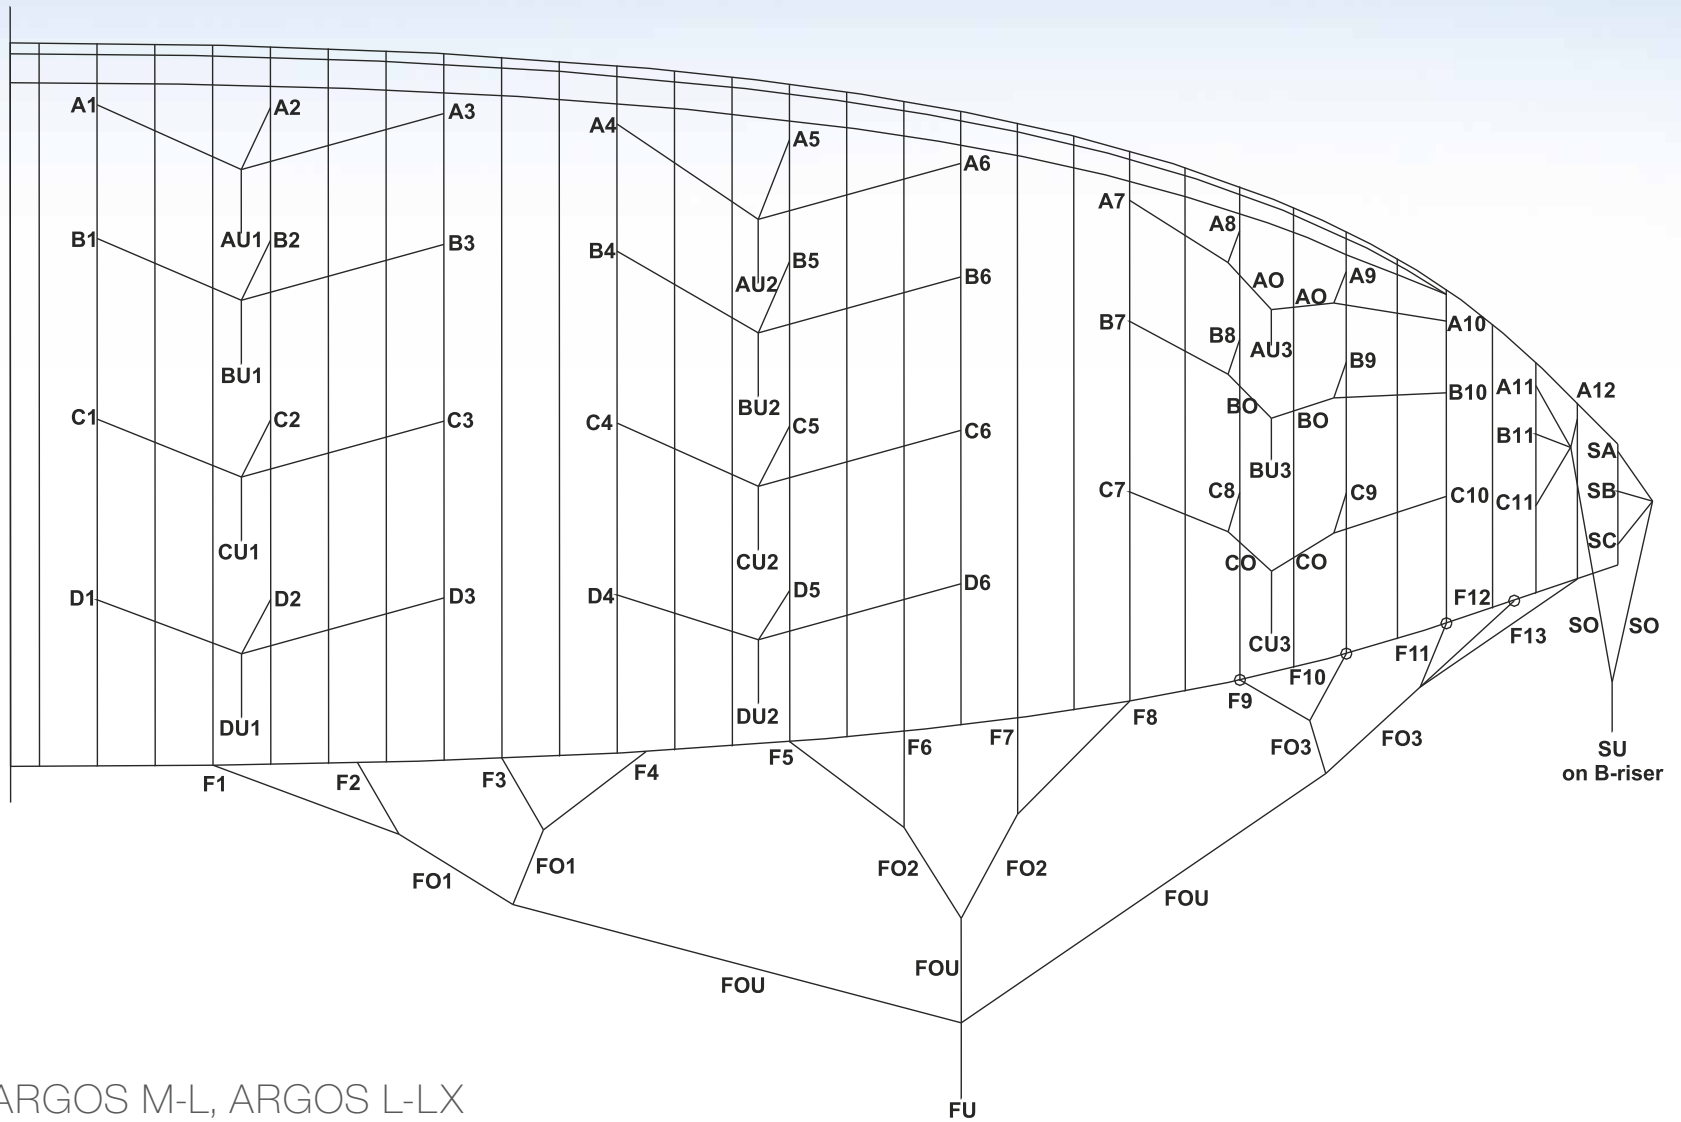 A1 A2 A3 A4 A5 A6
A7 A8 A9 A10 A11 A12
AU1 AU2 AO AO AU3
B1 B2 B3 B4 B5 B6
B7 B8 B9 B10 B11
BU1 BU2 BO BO BU3
C1 C2 C3 C4 C5 C6
C7 C8 C9 C10 C11
CU1 CU2 CO CO CU3
D1 D2 D3 D4 D5 D6
DU1 DU2
SA
SB
SC
SO SO
SU
on B-riser
F1 F2 F3 F4 F5 F6 F7 F8 F9 F10 F11 F12 F13
FO1 FO1 FO2 FO2 FO3 FO3
FOU FOU FOU
FU
ARGOS M-L, ARGOS L-LX